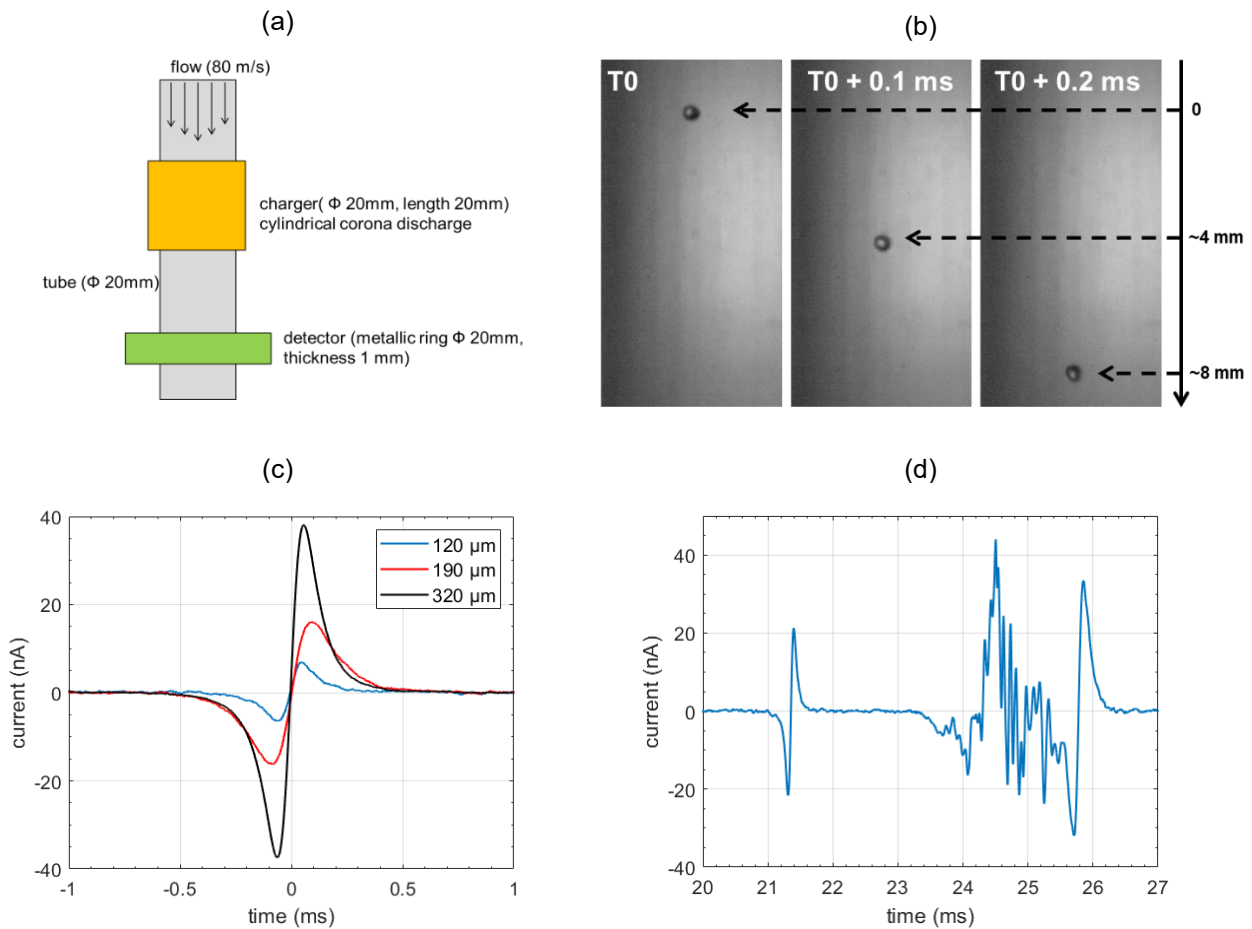 (a)
flow (80 m/s)
charger( Φ 20mm, length 20mm)
cylindrical corona discharge
tube (Φ 20mm)
detector (metallic ring Φ 20mm,
thickness 1 mm)
(b)
T0
T0 + 0.1 ms
T0 + 0.2 ms
0
~4 mm
~8 mm
(c)
40
20
0
-20
-40
current (nA)
120 µm
190 µm
320 µm
-1
-0.5
0
0.5
1
time (ms)
(d)
40
20
0
-20
-40
current (nA)
20
21
22
23
24
25
26
27
time (ms)